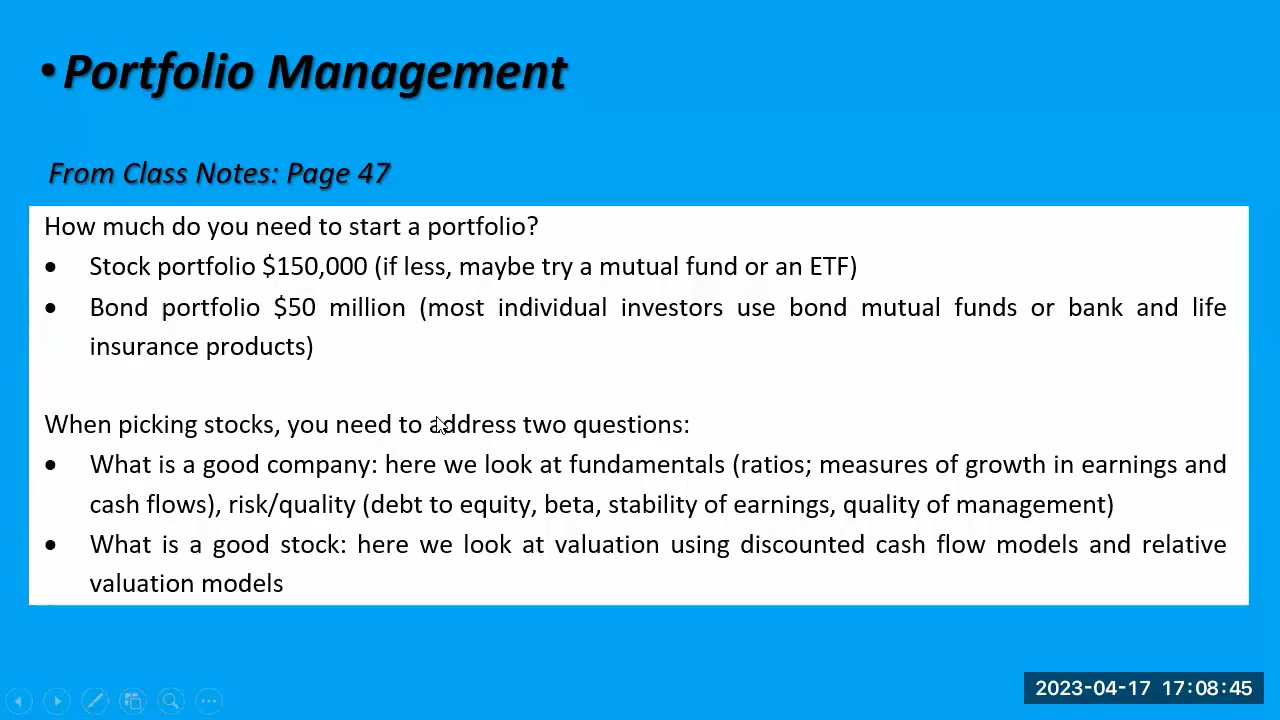 •Portfolio Management
From Class Notes: Page 47
How much do you need to start a portfolio?
• Stock portfolio $150,000 (if less, maybe try a mutual fund or an ETF)
• Bond portfolio $50 million (most individual investors use bond mutual funds or bank and life
insurance products)
When picking stocks, you need to address two questions:
• What is a good company: here we look at fundamentals (ratios; measures of growth in earnings and
cash flows), risk/quality (debt to equity, beta, stability of earnings, quality of management)
• What is a good stock: here we look at valuation using discounted cash flow models and relative
valuation models
2023-04-17 17:08:45